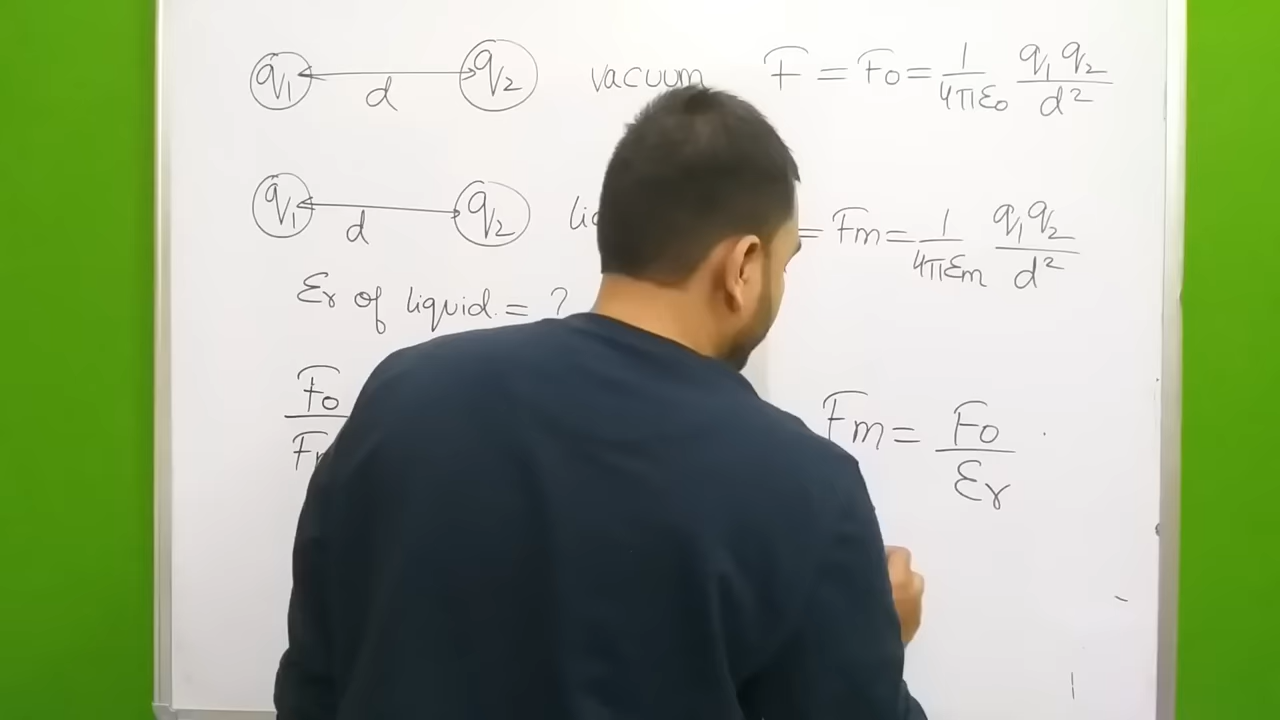 q₁ d q₂ vacuum F = F₀ = 1/4πε₀ q₁q₂/d²
q₁ d q₂ = Fm = 1/4πεm q₁q₂/d²
εr of liquid = ?
F₀ Fm = F₀/εr